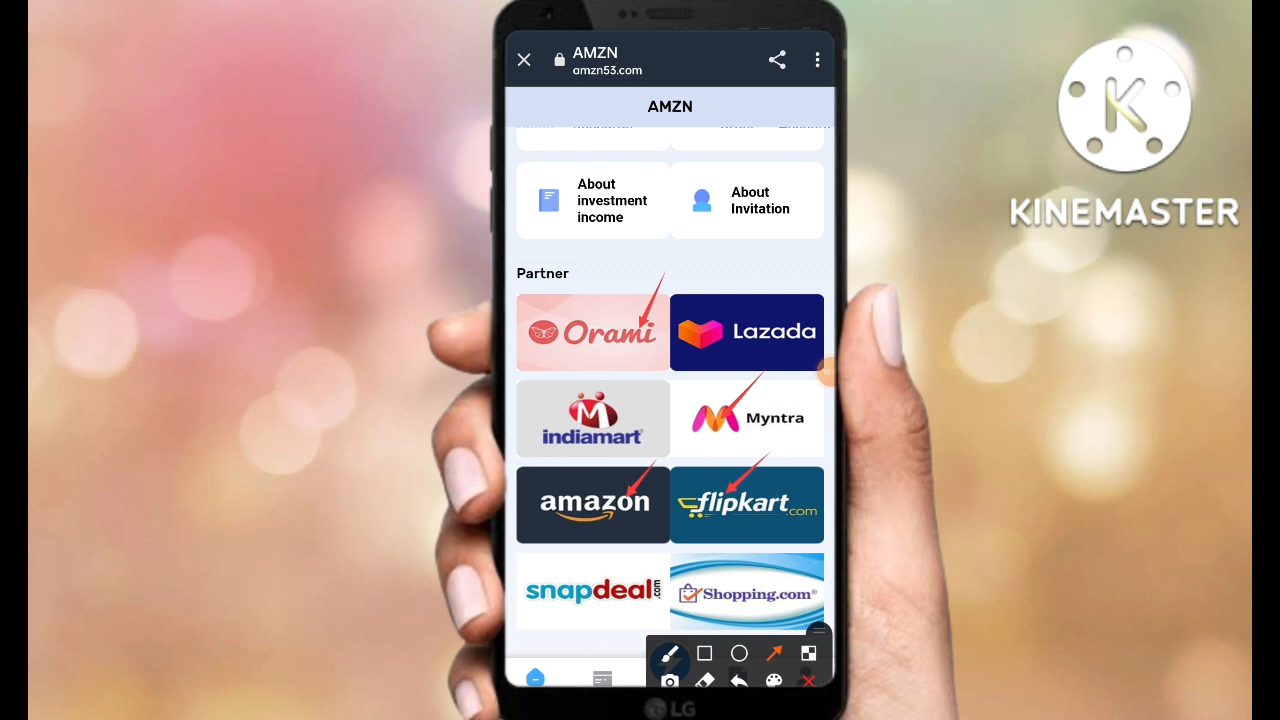 AMZN
amzn53.com
AMZN
About investment income
About Invitation
Partner
Orami
Lazada
indiamart
Myntra
amazon
flipkart.com
snapdeal.com
Shopping.com®
LG
KINEMASTER